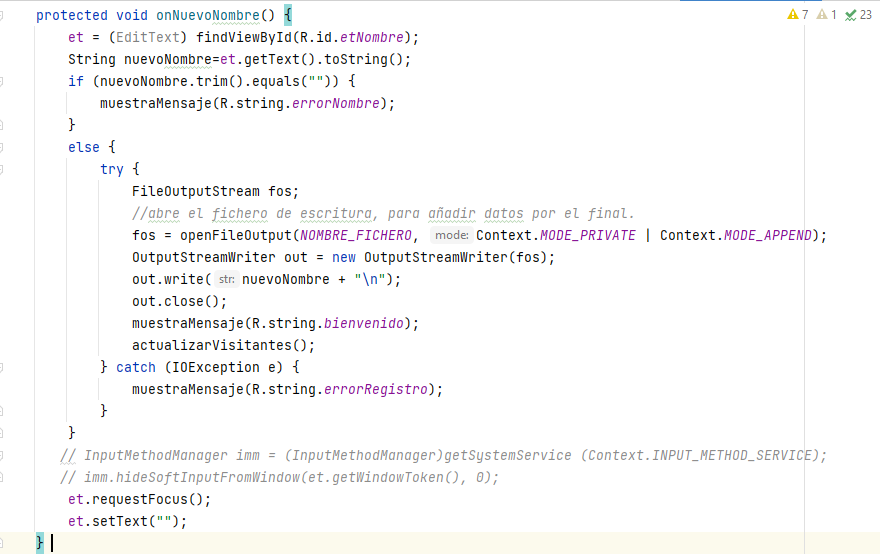 protected void onNuevoNombre() { 7 1 23
et = (EditText) findViewById(R.id.etNombre);
String nuevoNombre=et.getText().toString();
if (nuevoNombre.trim().equals("")) {
muestraMensaje(R.string.errorNombre);
}
else {
try {
FileOutputStream fos;
//abre el fichero de escritura, para añadir datos por el final.
fos = openFileOutput(NOMBRE_FICHERO, mode: Context.MODE_PRIVATE | Context.MODE_APPEND);
OutputStreamWriter out = new OutputStreamWriter(fos);
out.write( str: nuevoNombre + "\n");
out.close();
muestraMensaje(R.string.bienvenido);
actualizarVisitantes();
} catch (IOException e) {
muestraMensaje(R.string.errorRegistro);
}
}
// InputMethodManager imm = (InputMethodManager)getSystemService (Context.INPUT_METHOD_SERVICE);
// imm.hideSoftInputFromWindow(et.getWindowToken(), 0);
et.requestFocus();
et.setText("");
}